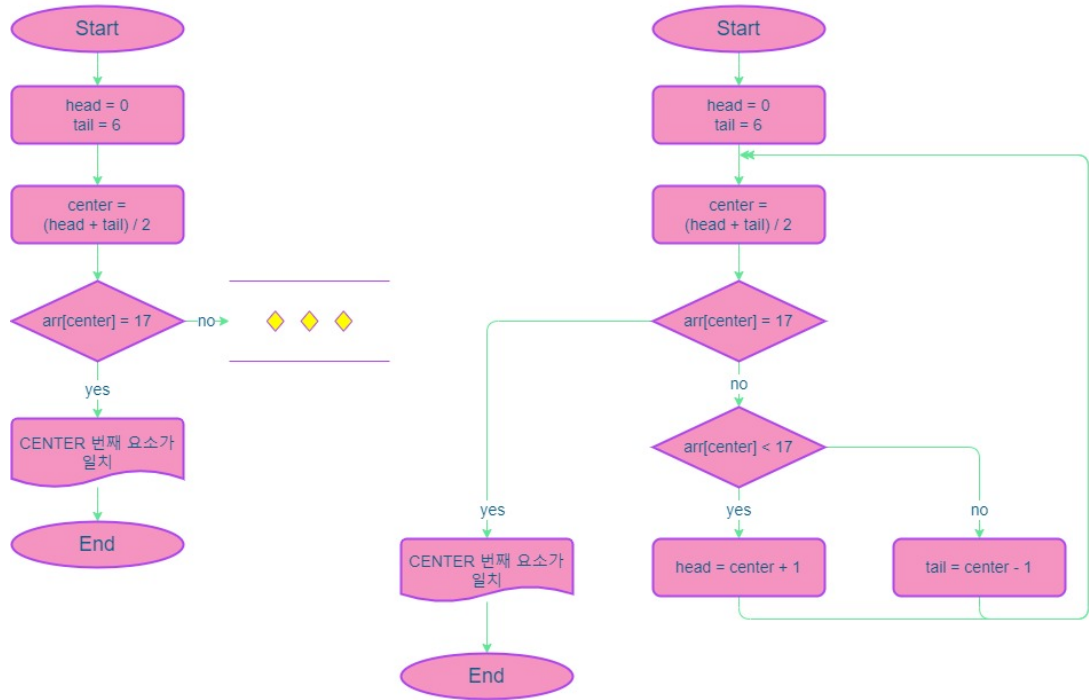 Start
head = 0
tail = 6
center =
(head + tail) / 2
arr[center] = 17
no
yes
CENTER 번째 요소가
일치
End
Start
head = 0
tail = 6
center =
(head + tail) / 2
arr[center] = 17
no
arr[center] < 17
yes
yes
no
CENTER 번째 요소가
일치
head = center + 1
tail = center - 1
End